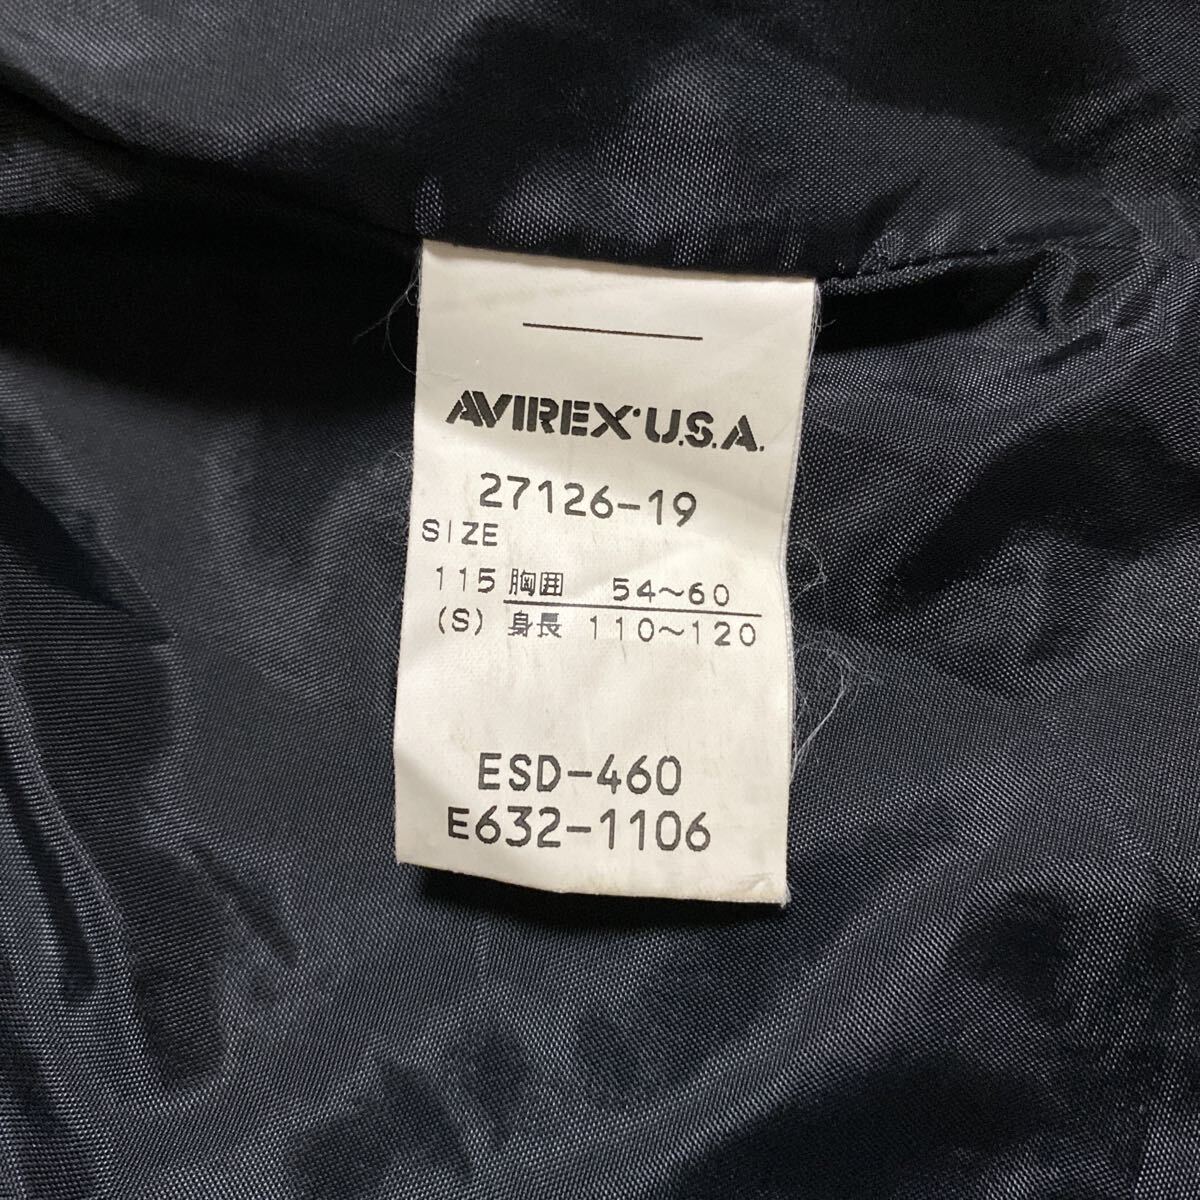 AVIREX U.S.A.
27126-19
SIZE
115 胸囲 54〜60
(S) 身長 110〜120
ESD-460
E632-1106